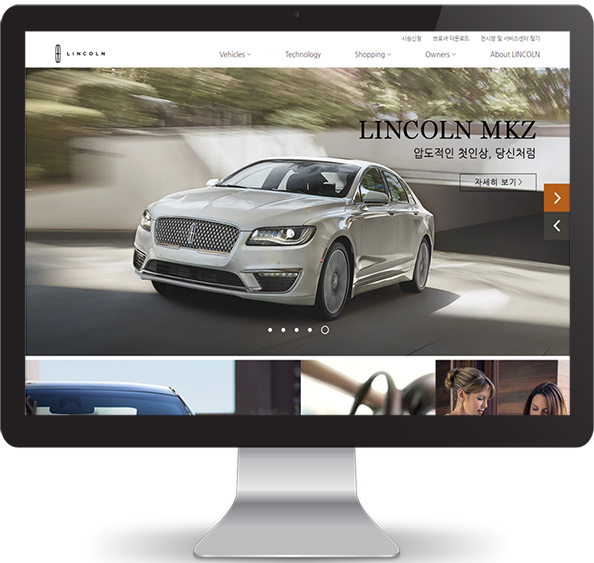 시승신청 브로셔 다운로드 전시장 및 서비스센터 찾기
LINCOLN
Vehicles Technology Shopping Owners About LINCOLN
LINCOLN MKZ
압도적인 첫인상, 당신처럼
자세히 보기 >